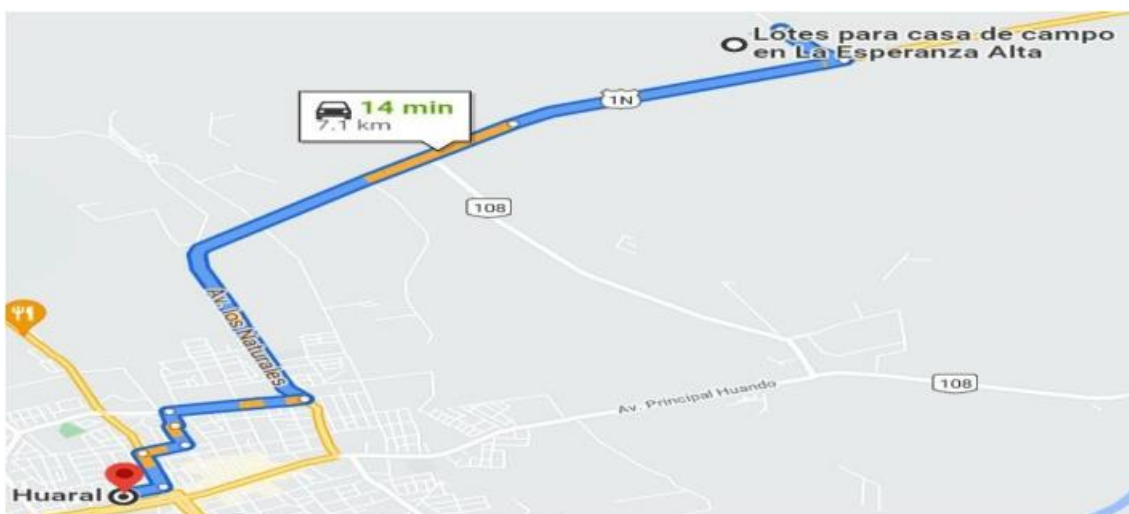 Lotes para casa de campo
en La Esperanza Alta
14 min
7.1 km
1N
108
Av. los Naturales
108
Av. Principal Huando
Huaral